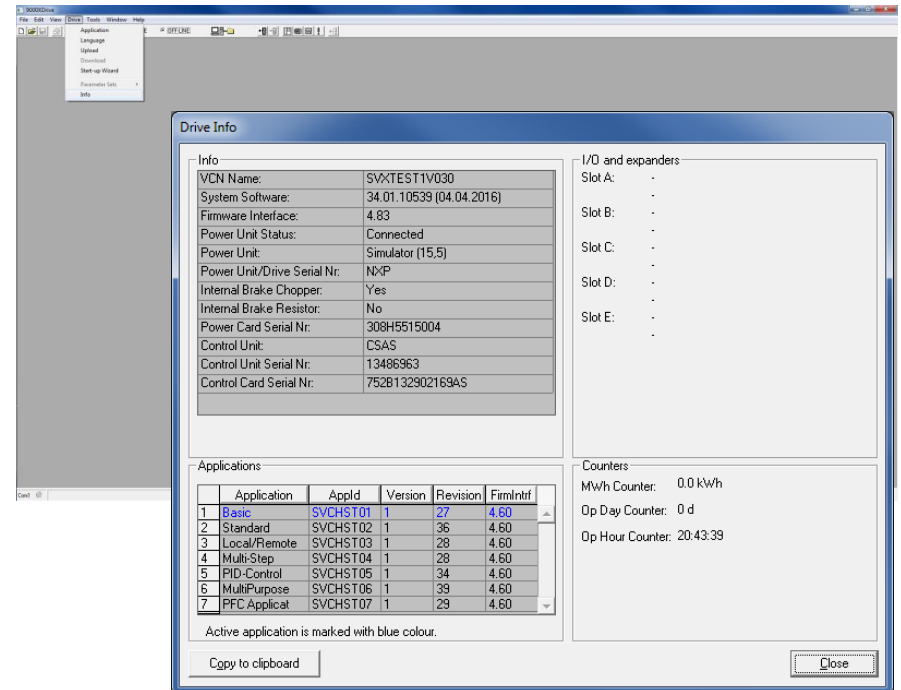 9000XDrive
File Edit View Drive Tools Window Help
Application
Language
Upload
Download
Start-up Wizard
Parameter Sets
Info
E OFF LINE
Drive Info
Info
VCN Name: SVXTEST1V030
System Software: 34.01.10539 (04.04.2016)
Firmware Interface: 4.83
Power Unit Status: Connected
Power Unit: Simulator (15,5)
Power Unit/Drive Serial Nr: NXP
Internal Brake Chopper: Yes
Internal Brake Resistor: No
Power Card Serial Nr: 308H5515004
Control Unit: CSAS
Control Unit Serial Nr: 13486963
Control Card Serial Nr: 752B132902169AS
I/O and expanders
Slot A: -
Slot B: -
-
Slot C: -
-
Slot D: -
-
Slot E: -
-
Applications
Application AppId Version Revision FirmIntrf
1 Basic SVCHST01 1 27 4.60
2 Standard SVCHST02 1 36 4.60
3 Local/Remote SVCHST03 1 28 4.60
4 Multi-Step SVCHST04 1 28 4.60
5 PID-Control SVCHST05 1 34 4.60
6 MultiPurpose SVCHST06 1 39 4.60
7 PFC Applicat SVCHST07 1 29 4.60
Active application is marked with blue colour.
Counters
MWh Counter: 0.0 kWh
Op Day Counter: 0 d
Op Hour Counter: 20:43:39
Copy to clipboard
Close
Com1